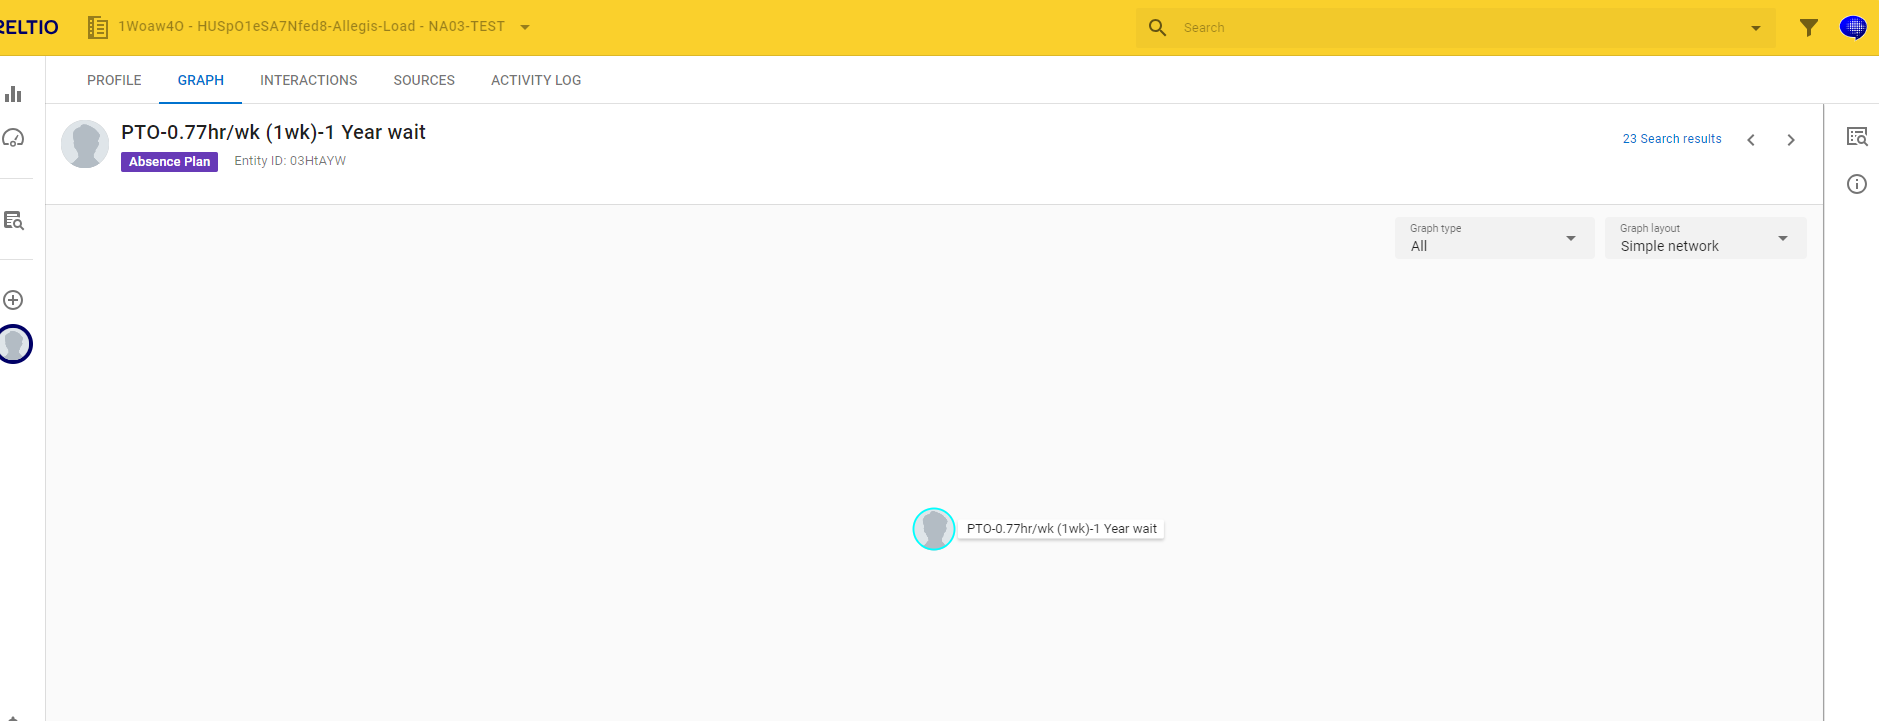 RELTIO
1Woaw4O - HUSpO1eSA7Nfed8-Allegis-Load - NA03-TEST
Search
PROFILE
GRAPH
INTERACTIONS
SOURCES
ACTIVITY LOG
PTO-0.77hr/wk (1wk)-1 Year wait
Absence Plan
Entity ID: 03HtAYW
23 Search results
Graph type
All
Graph layout
Simple network
PTO-0.77hr/wk (1wk)-1 Year wait